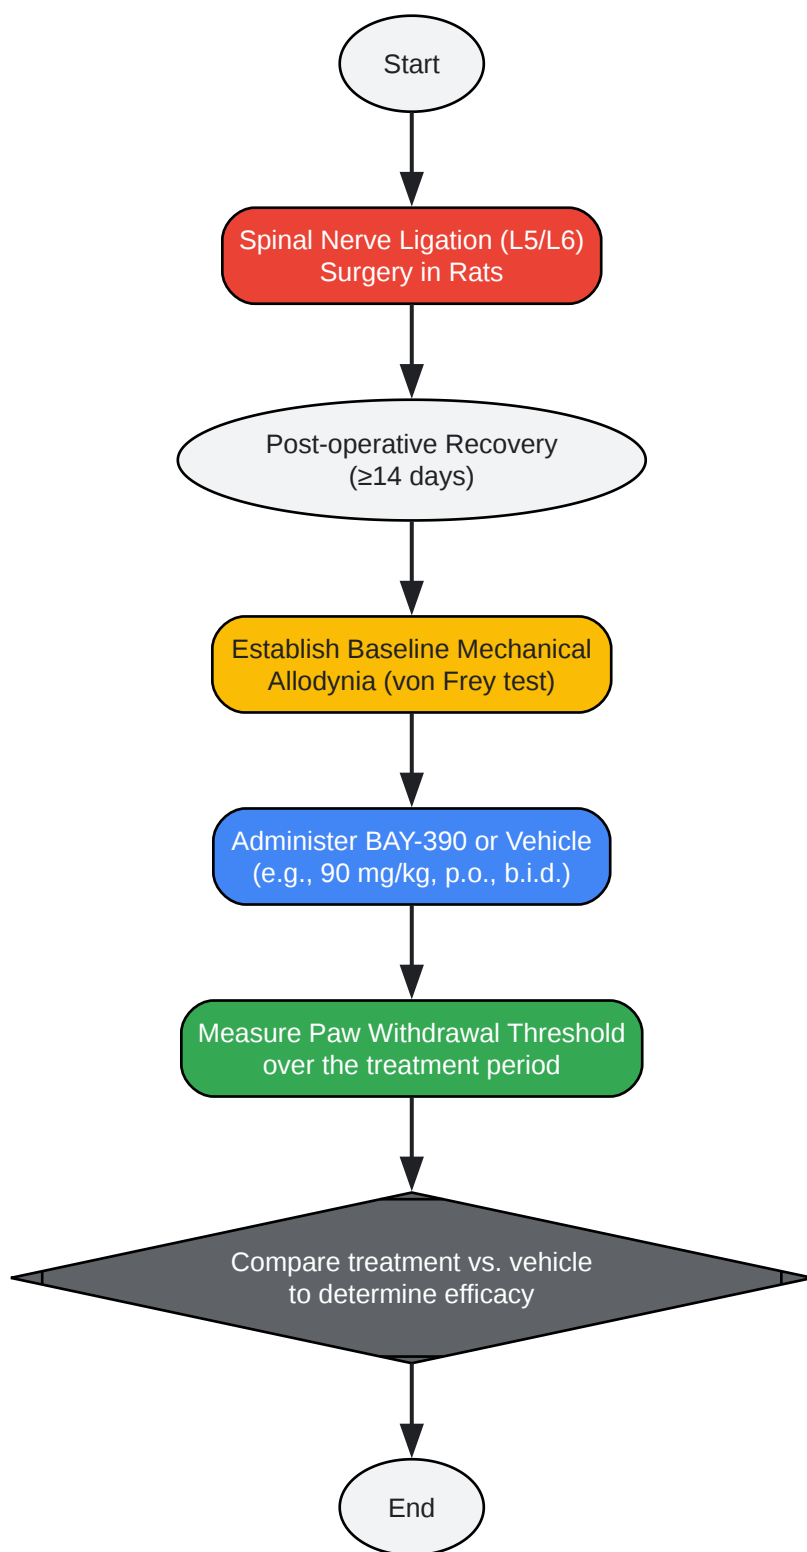 Start
Spinal Nerve Ligation (L5/L6)
Surgery in Rats
Post-operative Recovery
(≥14 days)
Establish Baseline Mechanical
Allodynia (von Frey test)
Administer BAY-390 or Vehicle
(e.g., 90 mg/kg, p.o., b.i.d.)
Measure Paw Withdrawal Threshold
over the treatment period
Compare treatment vs. vehicle
to determine efficacy
End